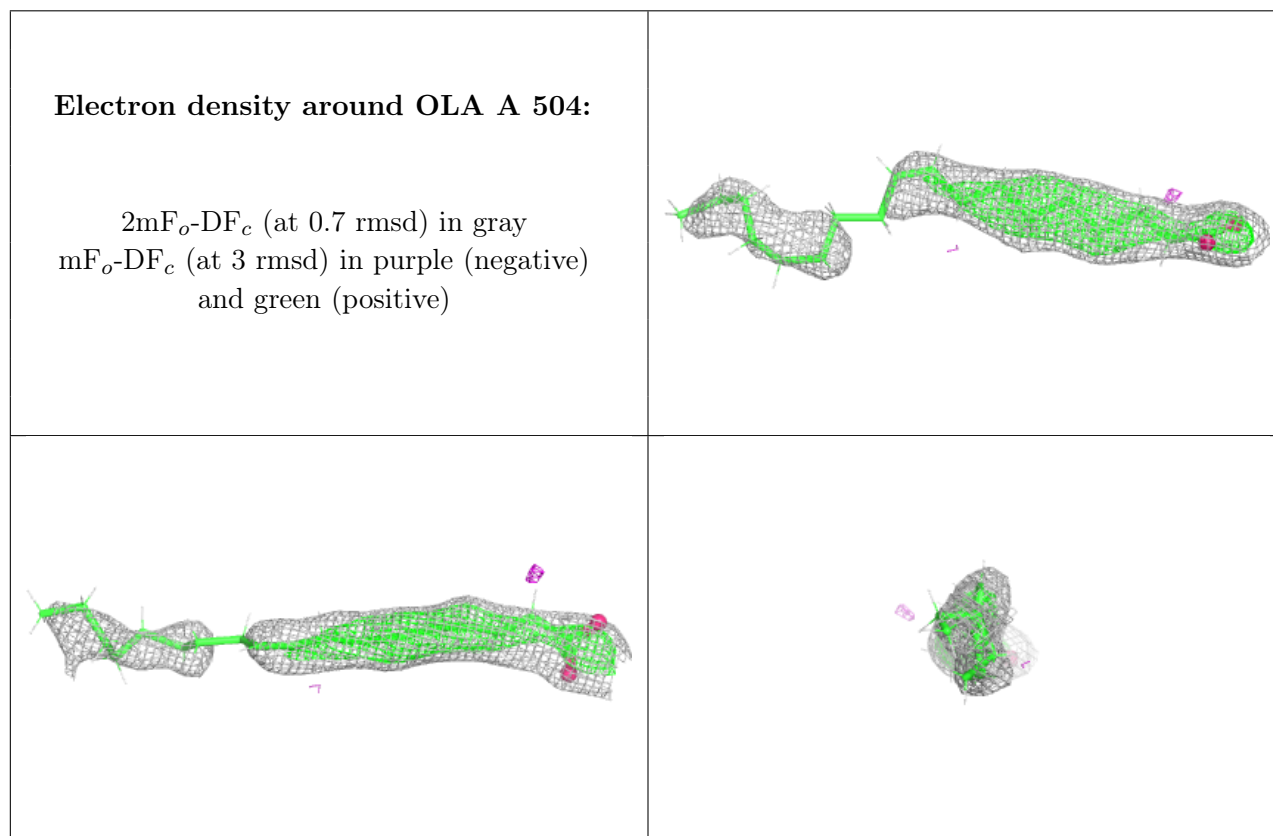 Electron density around OLA A 504:
2mFo-DFc (at 0.7 rmsd) in gray
mFo-DFc (at 3 rmsd) in purple (negative)
and green (positive)